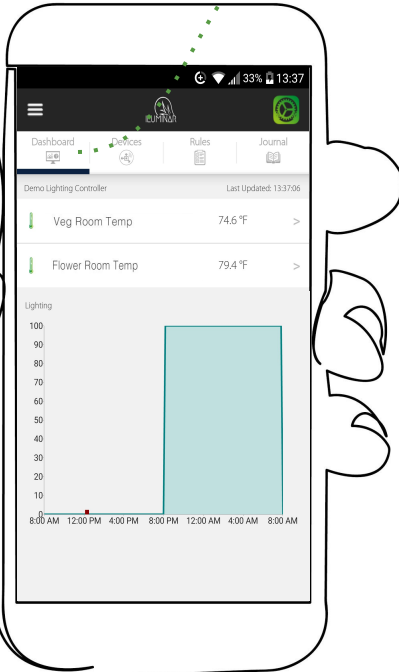 33% 13:37
ILUMINAR
Dashboard Devices Rules Journal
Demo Lighting Controller Last Updated: 13:37:06
Veg Room Temp 74.6 °F >
Flower Room Temp 79.4 °F >
Lighting
100
90
80
70
60
50
40
30
20
10
0
8:00 AM 12:00 PM 4:00 PM 8:00 PM 12:00 AM 4:00 AM 8:00 AM